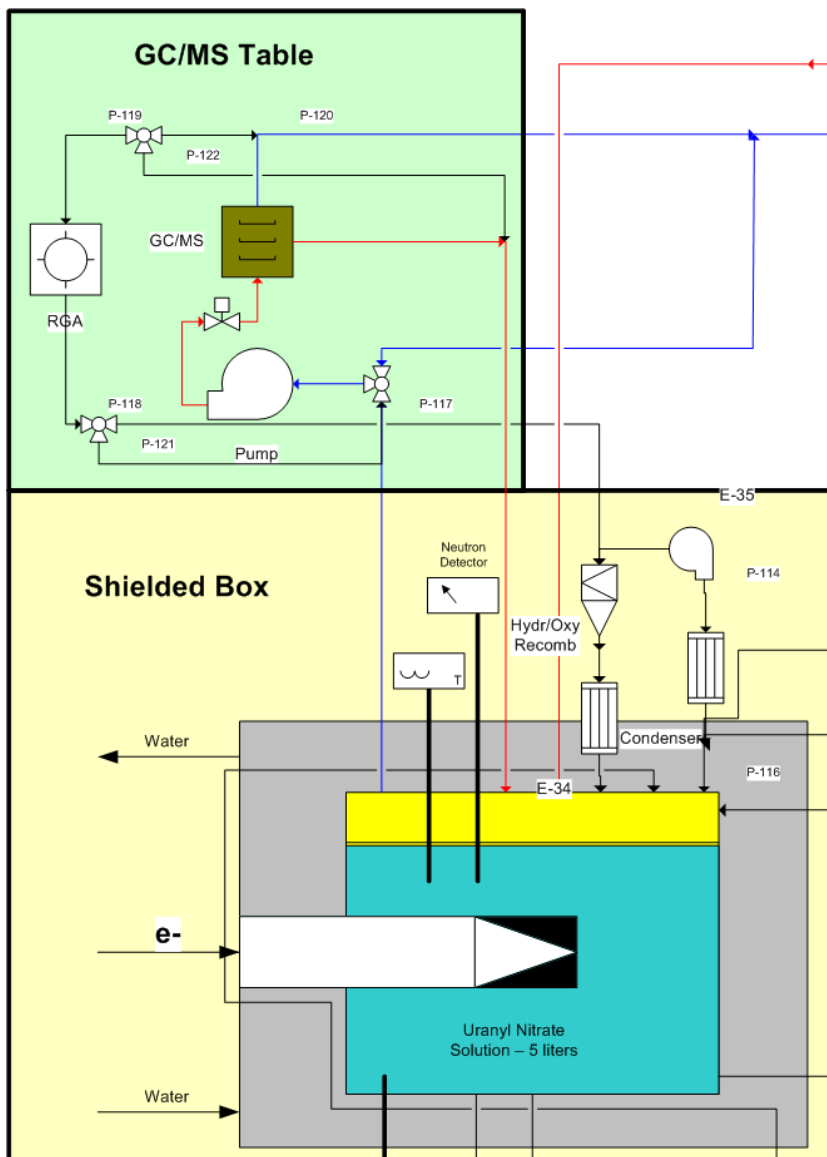 GC/MS Table
P-119
P-120
P-122
GC/MS
RGA
P-118
P-117
P-121
Pump
E-35
Neutron
Detector
P-114
Shielded Box
Hydr/Oxy
Recomb
T
Condenser
Water
P-116
E-34
e-
Uranyl Nitrate
Solution – 5 liters
Water